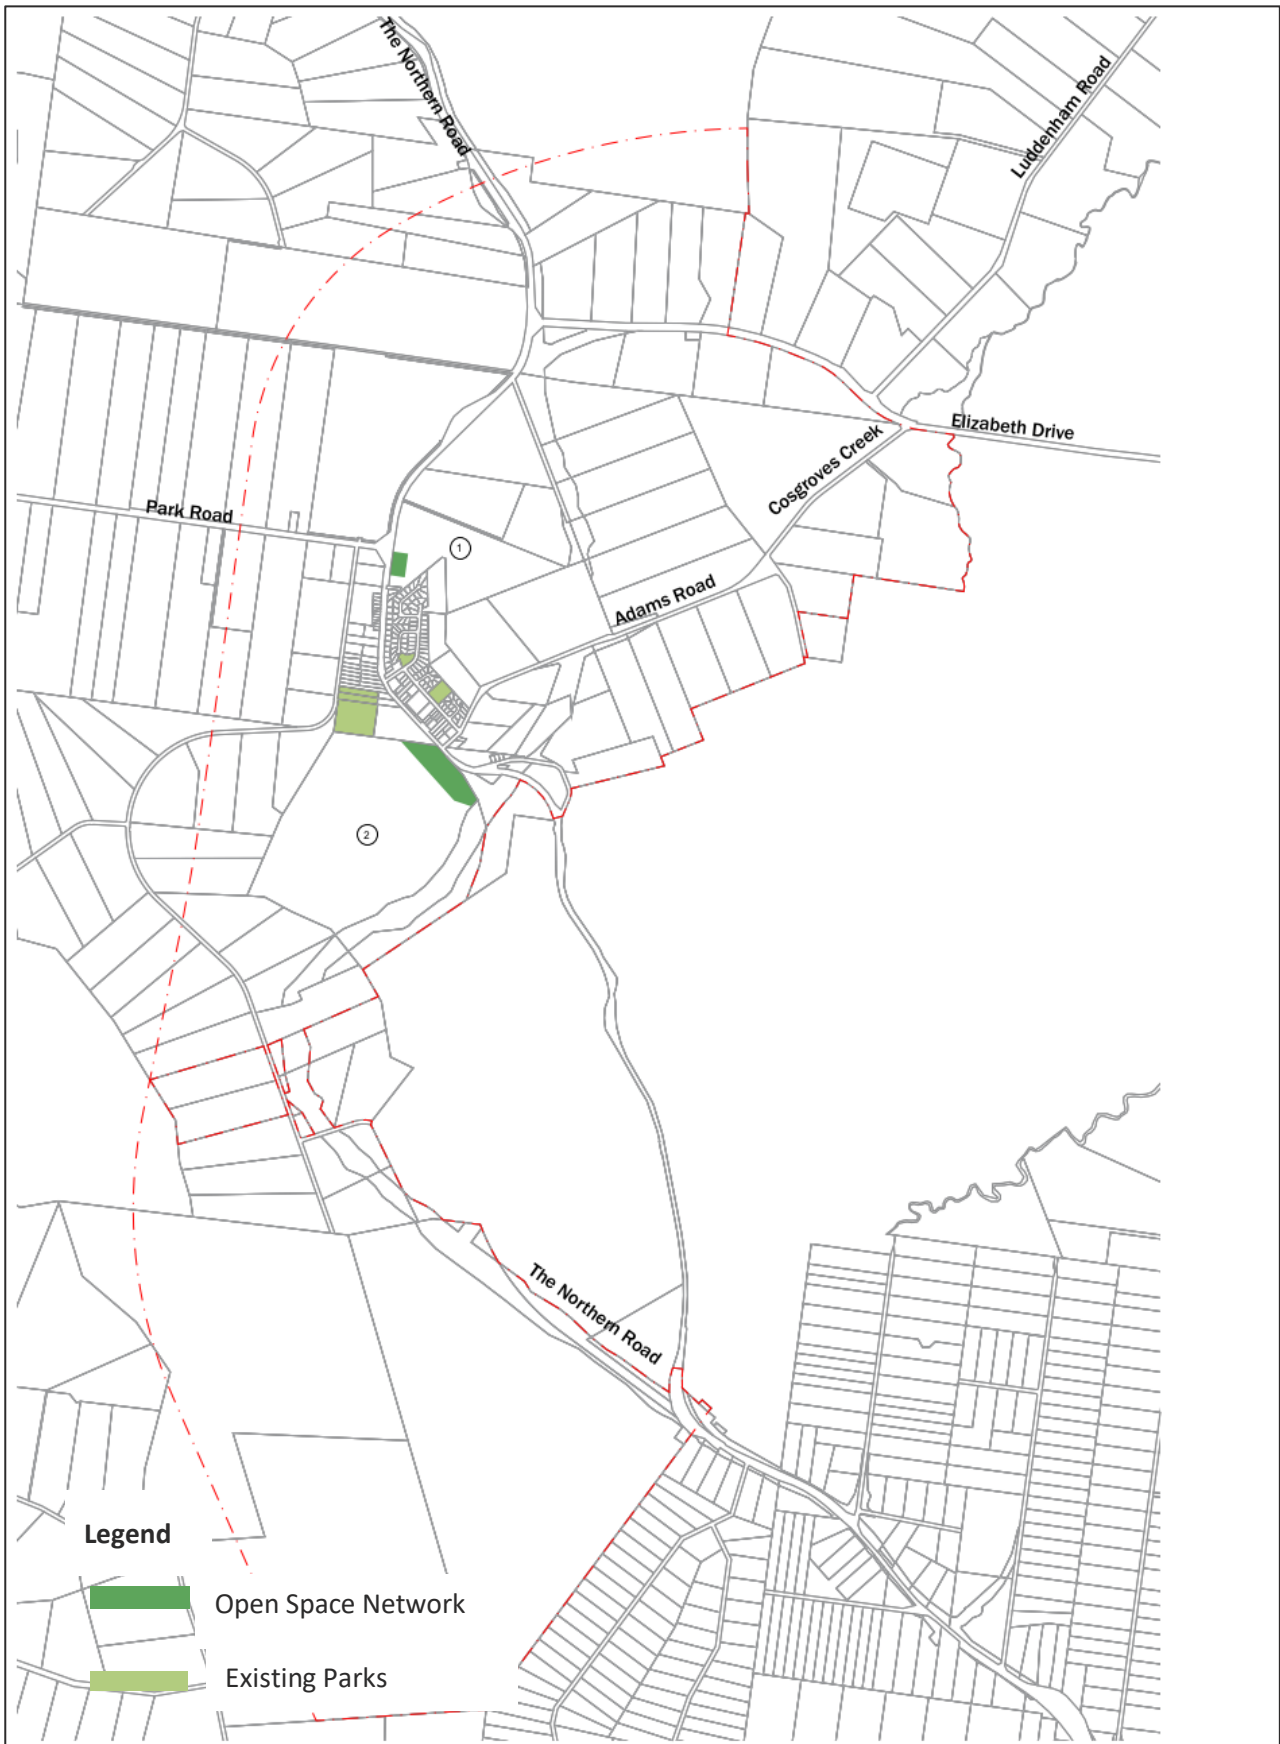 The Northern Road
Luddenham Road
Elizabeth Drive
Cosgroves Creek
Park Road
1
Adams Road
2
The Northern Road
Legend
Open Space Network
Existing Parks